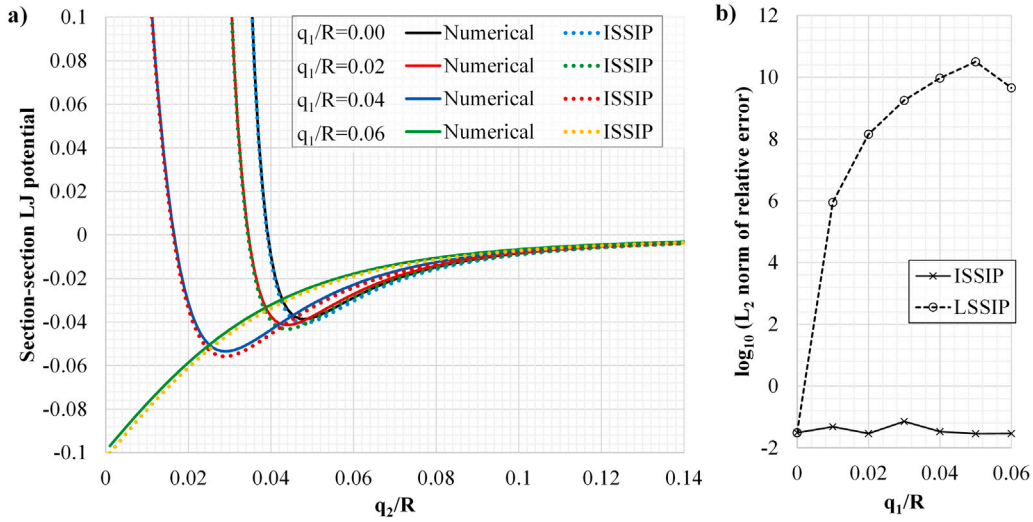 a)
0.1
0.08
0.06
0.04
0.02
0
-0.02
-0.04
-0.06
-0.08
-0.1
Section-section LJ potential
q₁/R=0.00 Numerical ISSIP
q₁/R=0.02 Numerical ISSIP
q₁/R=0.04 Numerical ISSIP
q₁/R=0.06 Numerical ISSIP
0 0.02 0.04 0.06 0.08 0.1 0.12 0.14
q₂/R
b)
12
10
8
6
4
2
0
-2
log₁₀ (L₂ norm of relative error)
ISSIP
LSSIP
0 0.02 0.04 0.06
q₁/R